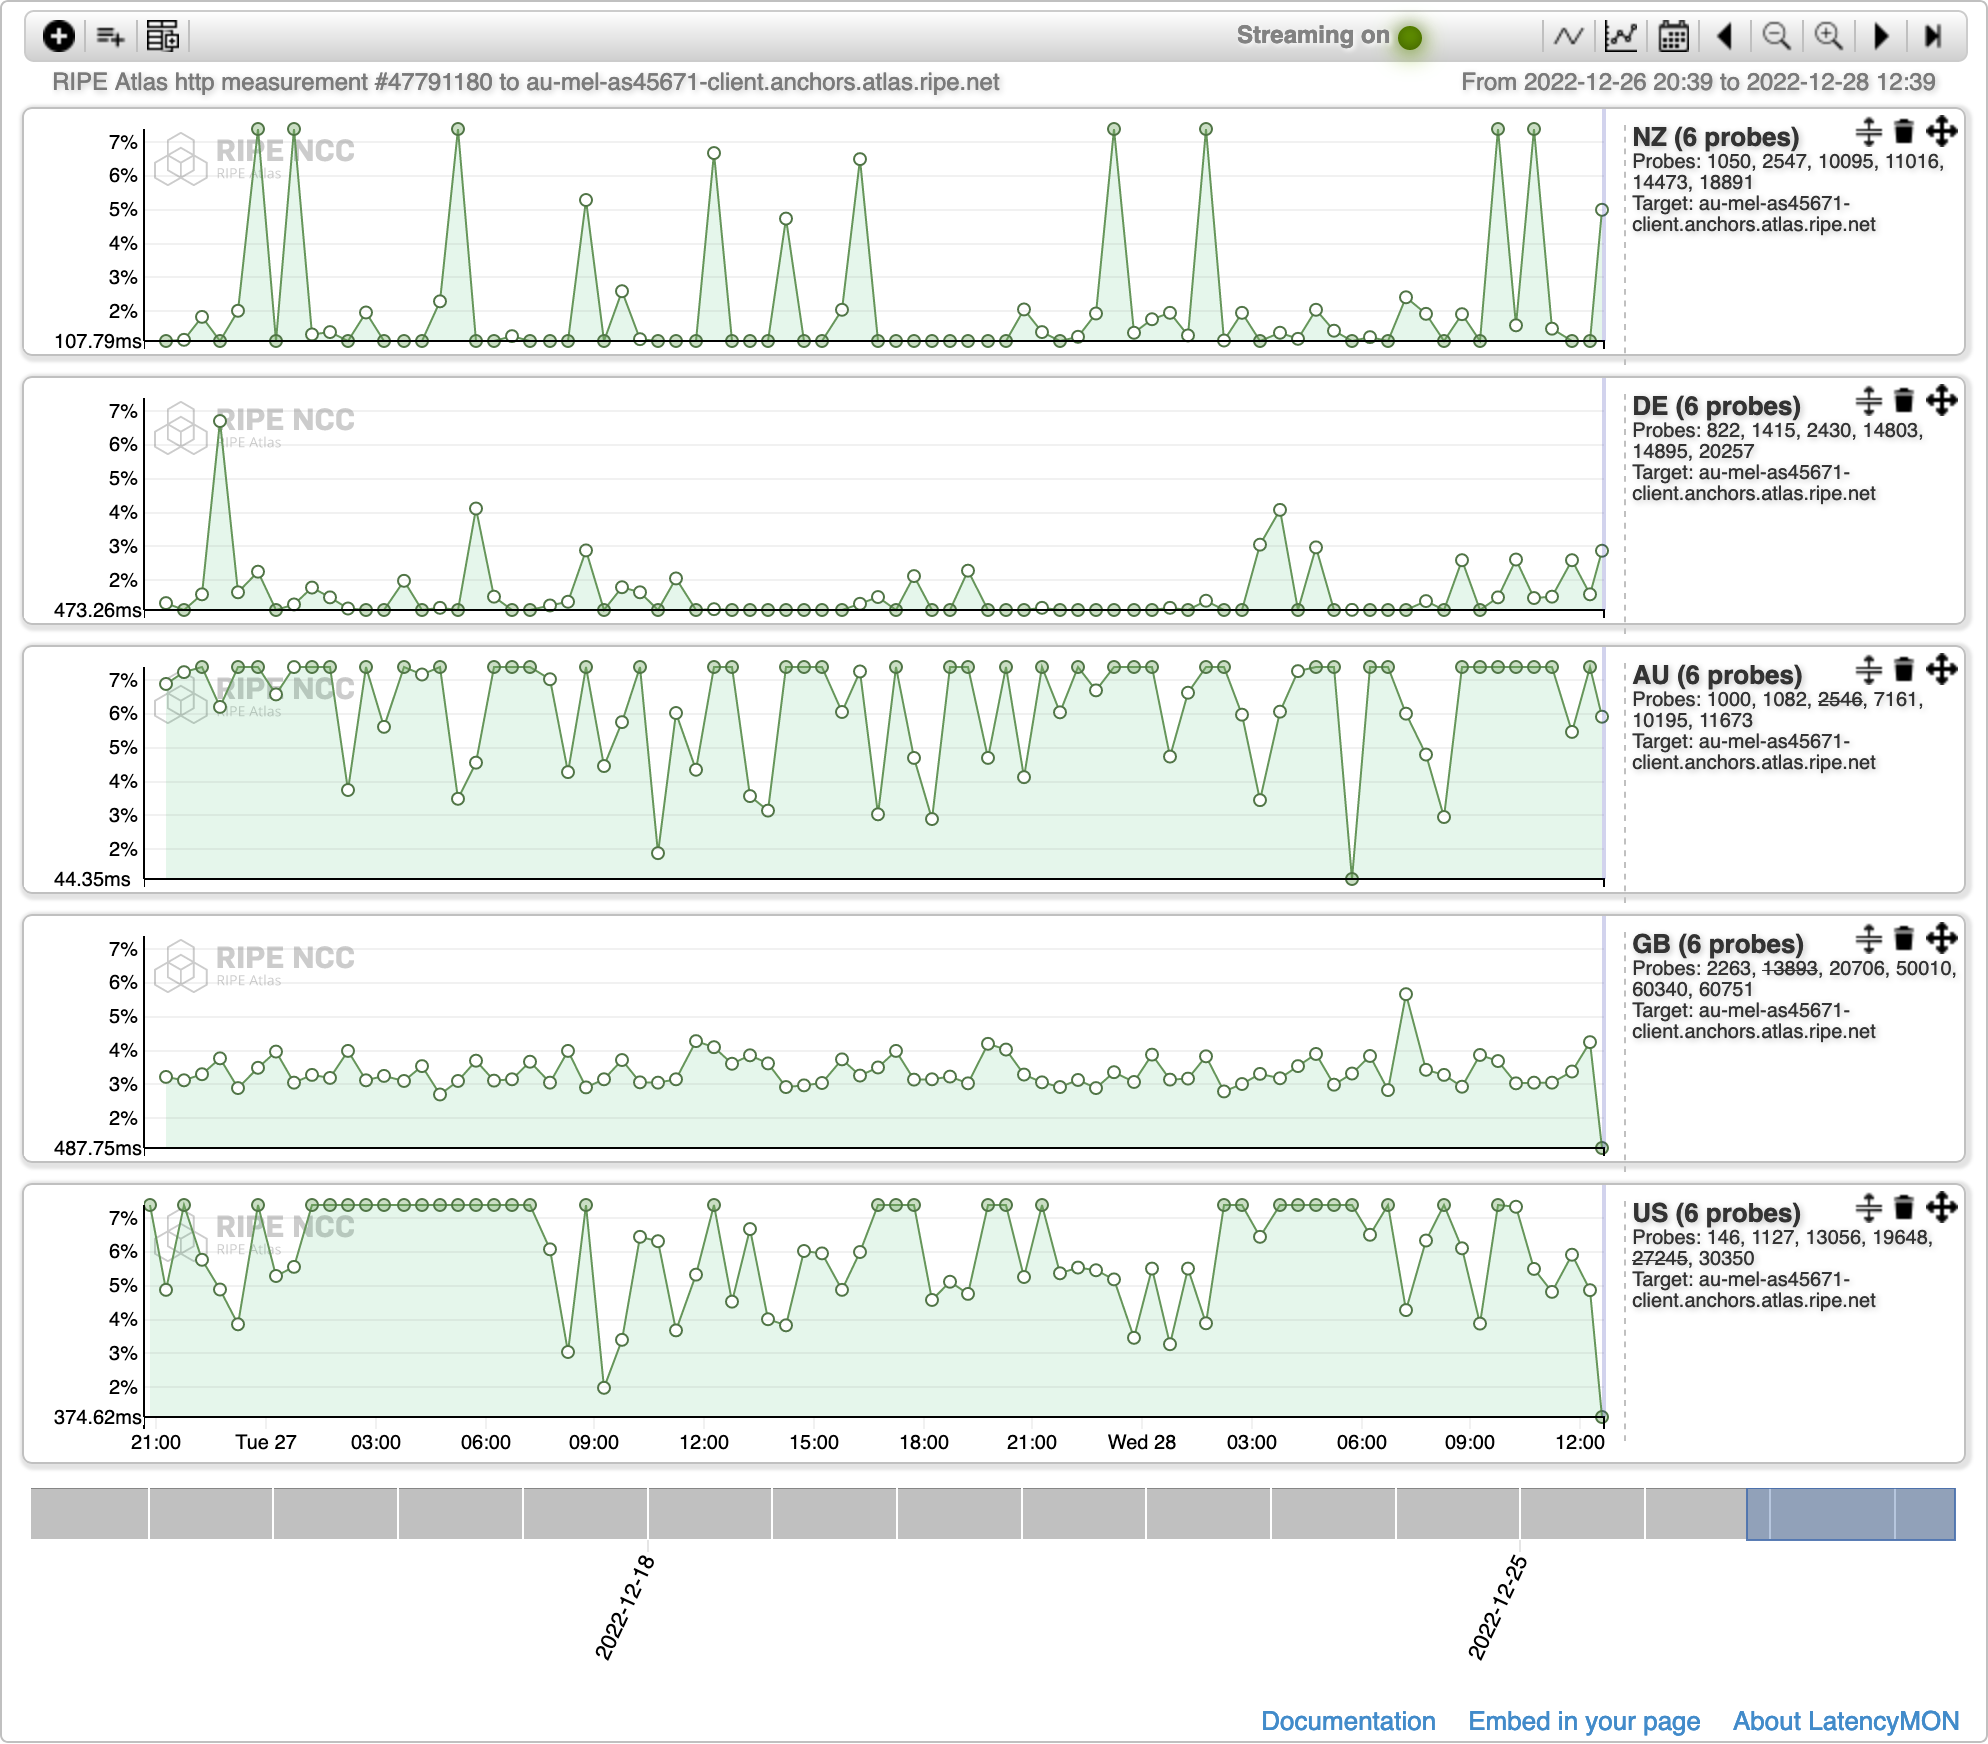 Streaming on
RIPE Atlas http measurement #47791180 to au-mel-as45671-client.anchors.atlas.ripe.net
From 2022-12-26 20:39 to 2022-12-28 12:39
7%
6%
5%
4%
3%
2%
107.79ms
RIPE NCC
RIPE Atlas
NZ (6 probes)
Probes: 1050, 2547, 10095, 11016,
14473, 18891
Target: au-mel-as45671-
client.anchors.atlas.ripe.net
7%
6%
5%
4%
3%
2%
473.26ms
RIPE NCC
RIPE Atlas
DE (6 probes)
Probes: 822, 1415, 2430, 14803,
14895, 20257
Target: au-mel-as45671-
client.anchors.atlas.ripe.net
7%
6%
5%
4%
3%
2%
44.35ms
RIPE NCC
RIPE Atlas
AU (6 probes)
Probes: 1000, 1082, 2546, 7161,
10195, 11673
Target: au-mel-as45671-
client.anchors.atlas.ripe.net
7%
6%
5%
4%
3%
2%
487.75ms
RIPE NCC
RIPE Atlas
GB (6 probes)
Probes: 2263, 13893, 20706, 50010,
60340, 60751
Target: au-mel-as45671-
client.anchors.atlas.ripe.net
7%
6%
5%
4%
3%
2%
374.62ms
RIPE NCC
RIPE Atlas
US (6 probes)
Probes: 146, 1127, 13056, 19648,
27245, 30350
Target: au-mel-as45671-
client.anchors.atlas.ripe.net
21:00 Tue 27 03:00 06:00 09:00 12:00 15:00 18:00 21:00 Wed 28 03:00 06:00 09:00 12:00
2022-12-18
2022-12-25
Documentation Embed in your page About LatencyMON